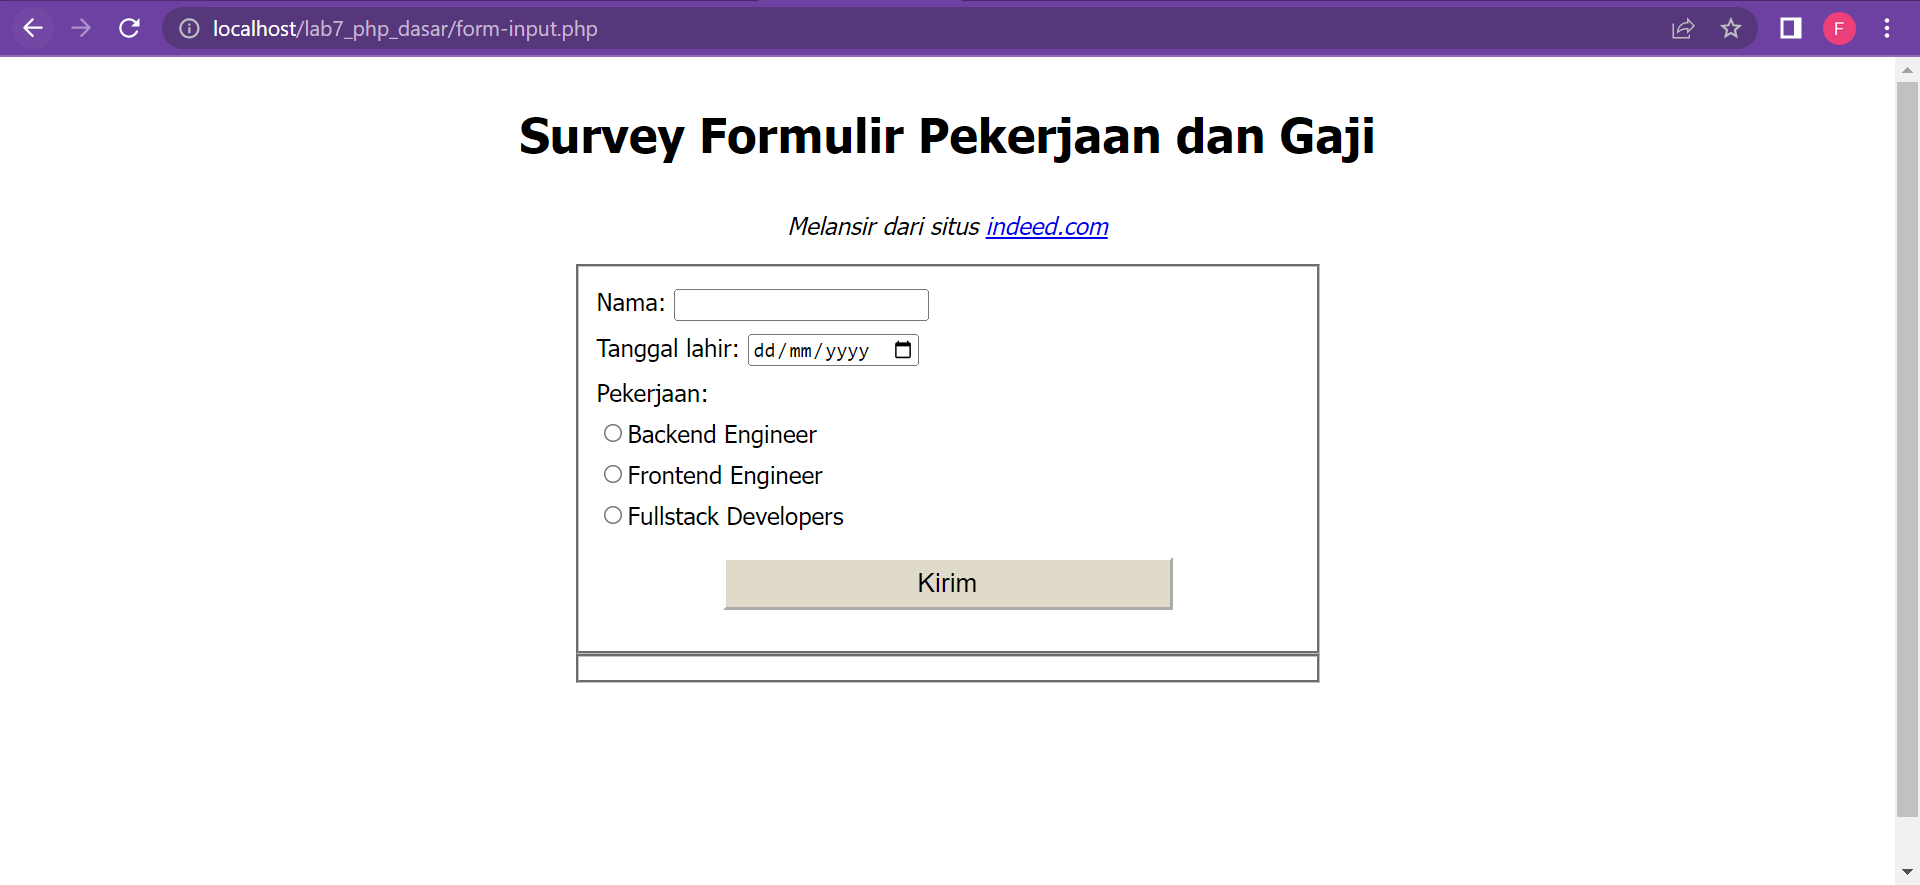 localhost/lab7_php_dasar/form-input.php
F
Survey Formulir Pekerjaan dan Gaji
Melansir dari situs indeed.com
Nama:
Tanggal lahir: dd/mm/yyyy
Pekerjaan:
Backend Engineer
Frontend Engineer
Fullstack Developers
Kirim